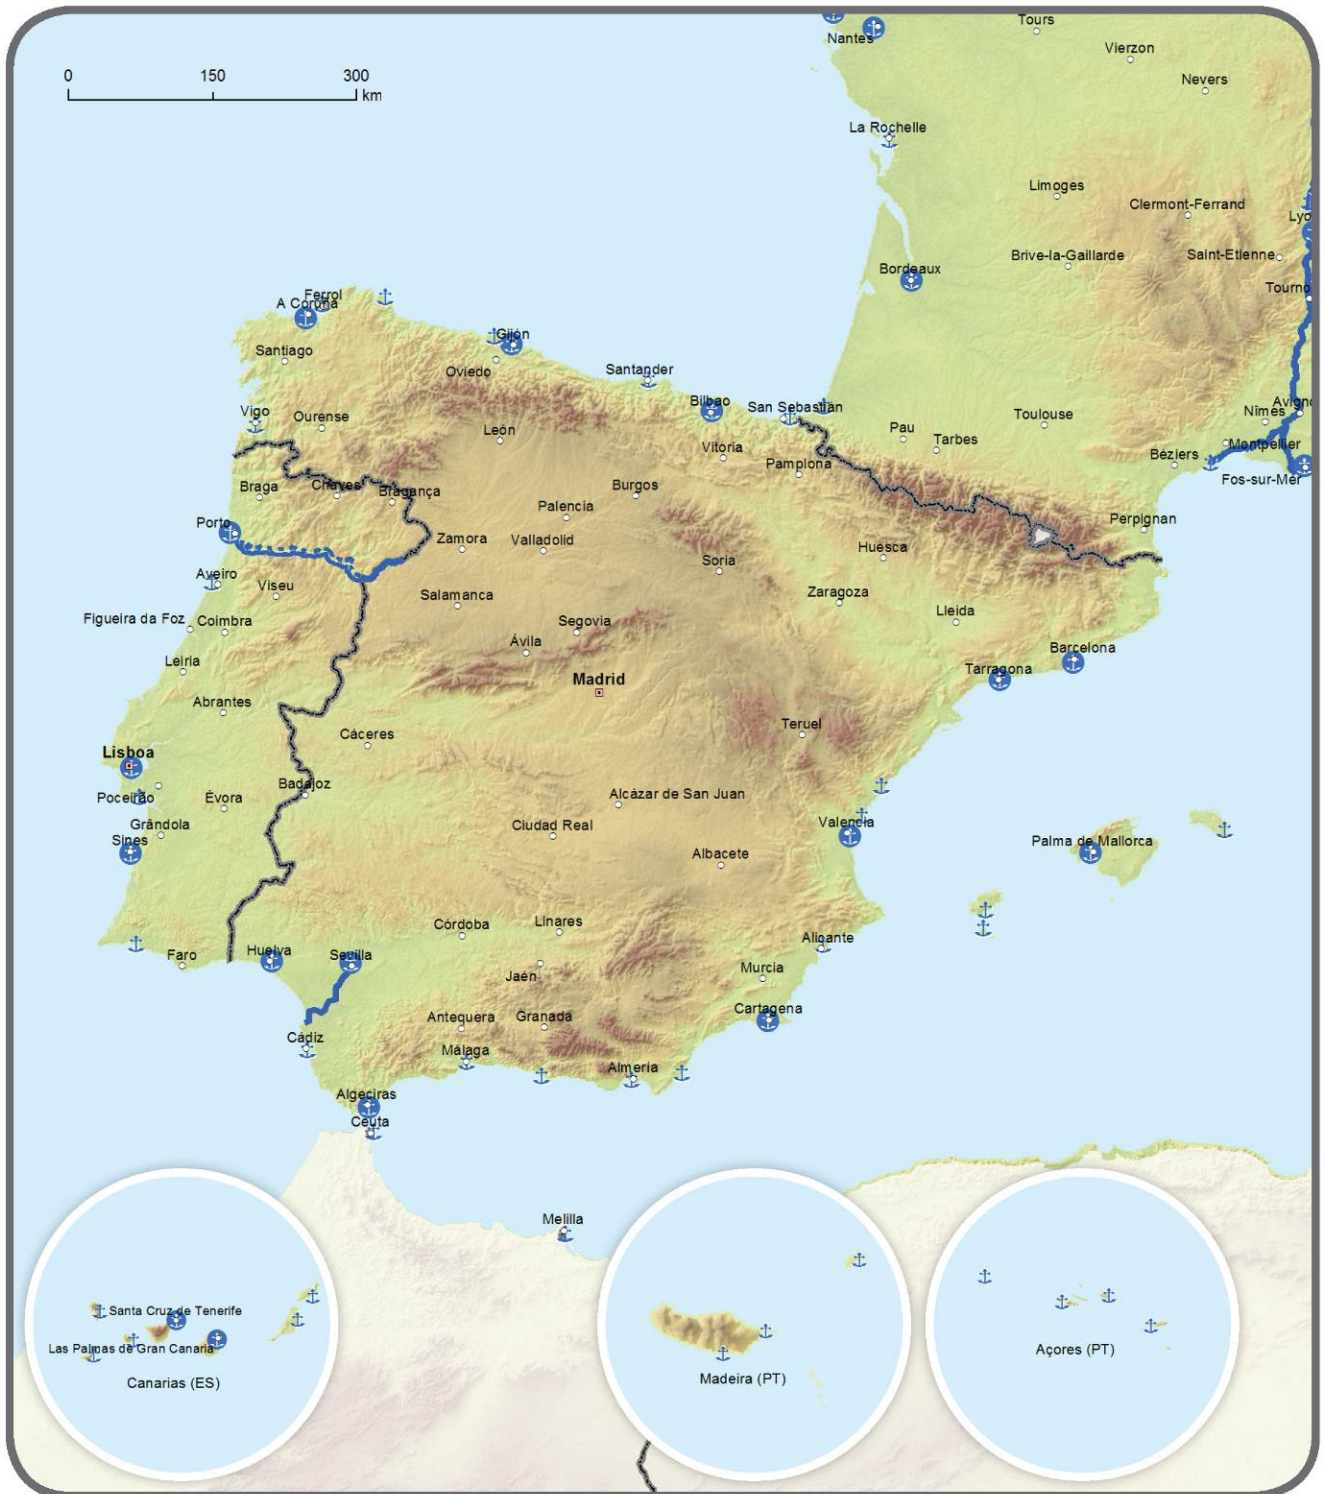 Tours
Nantes
Vierzon
0 150 300
km
Nevers
La Rochelle
Limoges
Clermont-Ferrand
Lyo
Brive-la-Gaillarde
Saint-Etienne
Bordeaux
Tourno
Ferrol
A Coruña
Gijón
Santiago
Oviedo
Santander
Bilbao
San Sebastián
Avigno
Nîmes
Vigo
Ourense
León
Toulouse
Pau
Tarbes
Montpellier
Vitoria
Béziers
Pamplona
Fos-sur-Mer
Braga
Chaves
Bragança
Burgos
Palencia
Perpignan
Porto
Zamora
Valladolid
Huesca
Soria
Aveiro
Viseu
Salamanca
Zaragoza
Lleida
Figueira da Foz
Coimbra
Segovia
Ávila
Barcelona
Leiria
Tarragona
Madrid
Abrantes
Teruel
Cáceres
Lisboa
Badajoz
Poceirão
Évora
Alcázar de San Juan
Grândola
Ciudad Real
Valencia
Sines
Palma de Mallorca
Albacete
Córdoba
Linares
Alicante
Faro
Huelva
Sevilla
Jaén
Murcia
Antequera
Granada
Cartagena
Cádiz
Málaga
Almería
Algeciras
Ceuta
Melilla
Santa Cruz de Tenerife
Las Palmas de Gran Canaria
Canarias (ES)
Madeira (PT)
Açores (PT)